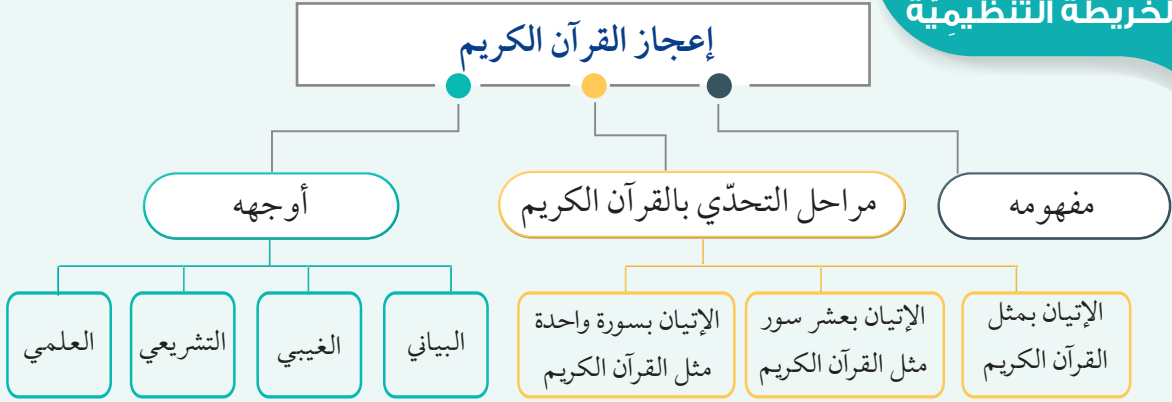 الخريطة التنظيميّة
إعجاز القرآن الكريم
مفهومه
مراحل التحدّي بالقرآن الكريم
أوجهه
الإتيان بمثل
القرآن الكريم
الإتيان بعشر سور
مثل القرآن الكريم
الإتيان بسورة واحدة
مثل القرآن الكريم
البياني
الغيبي
التشريعي
العلمي